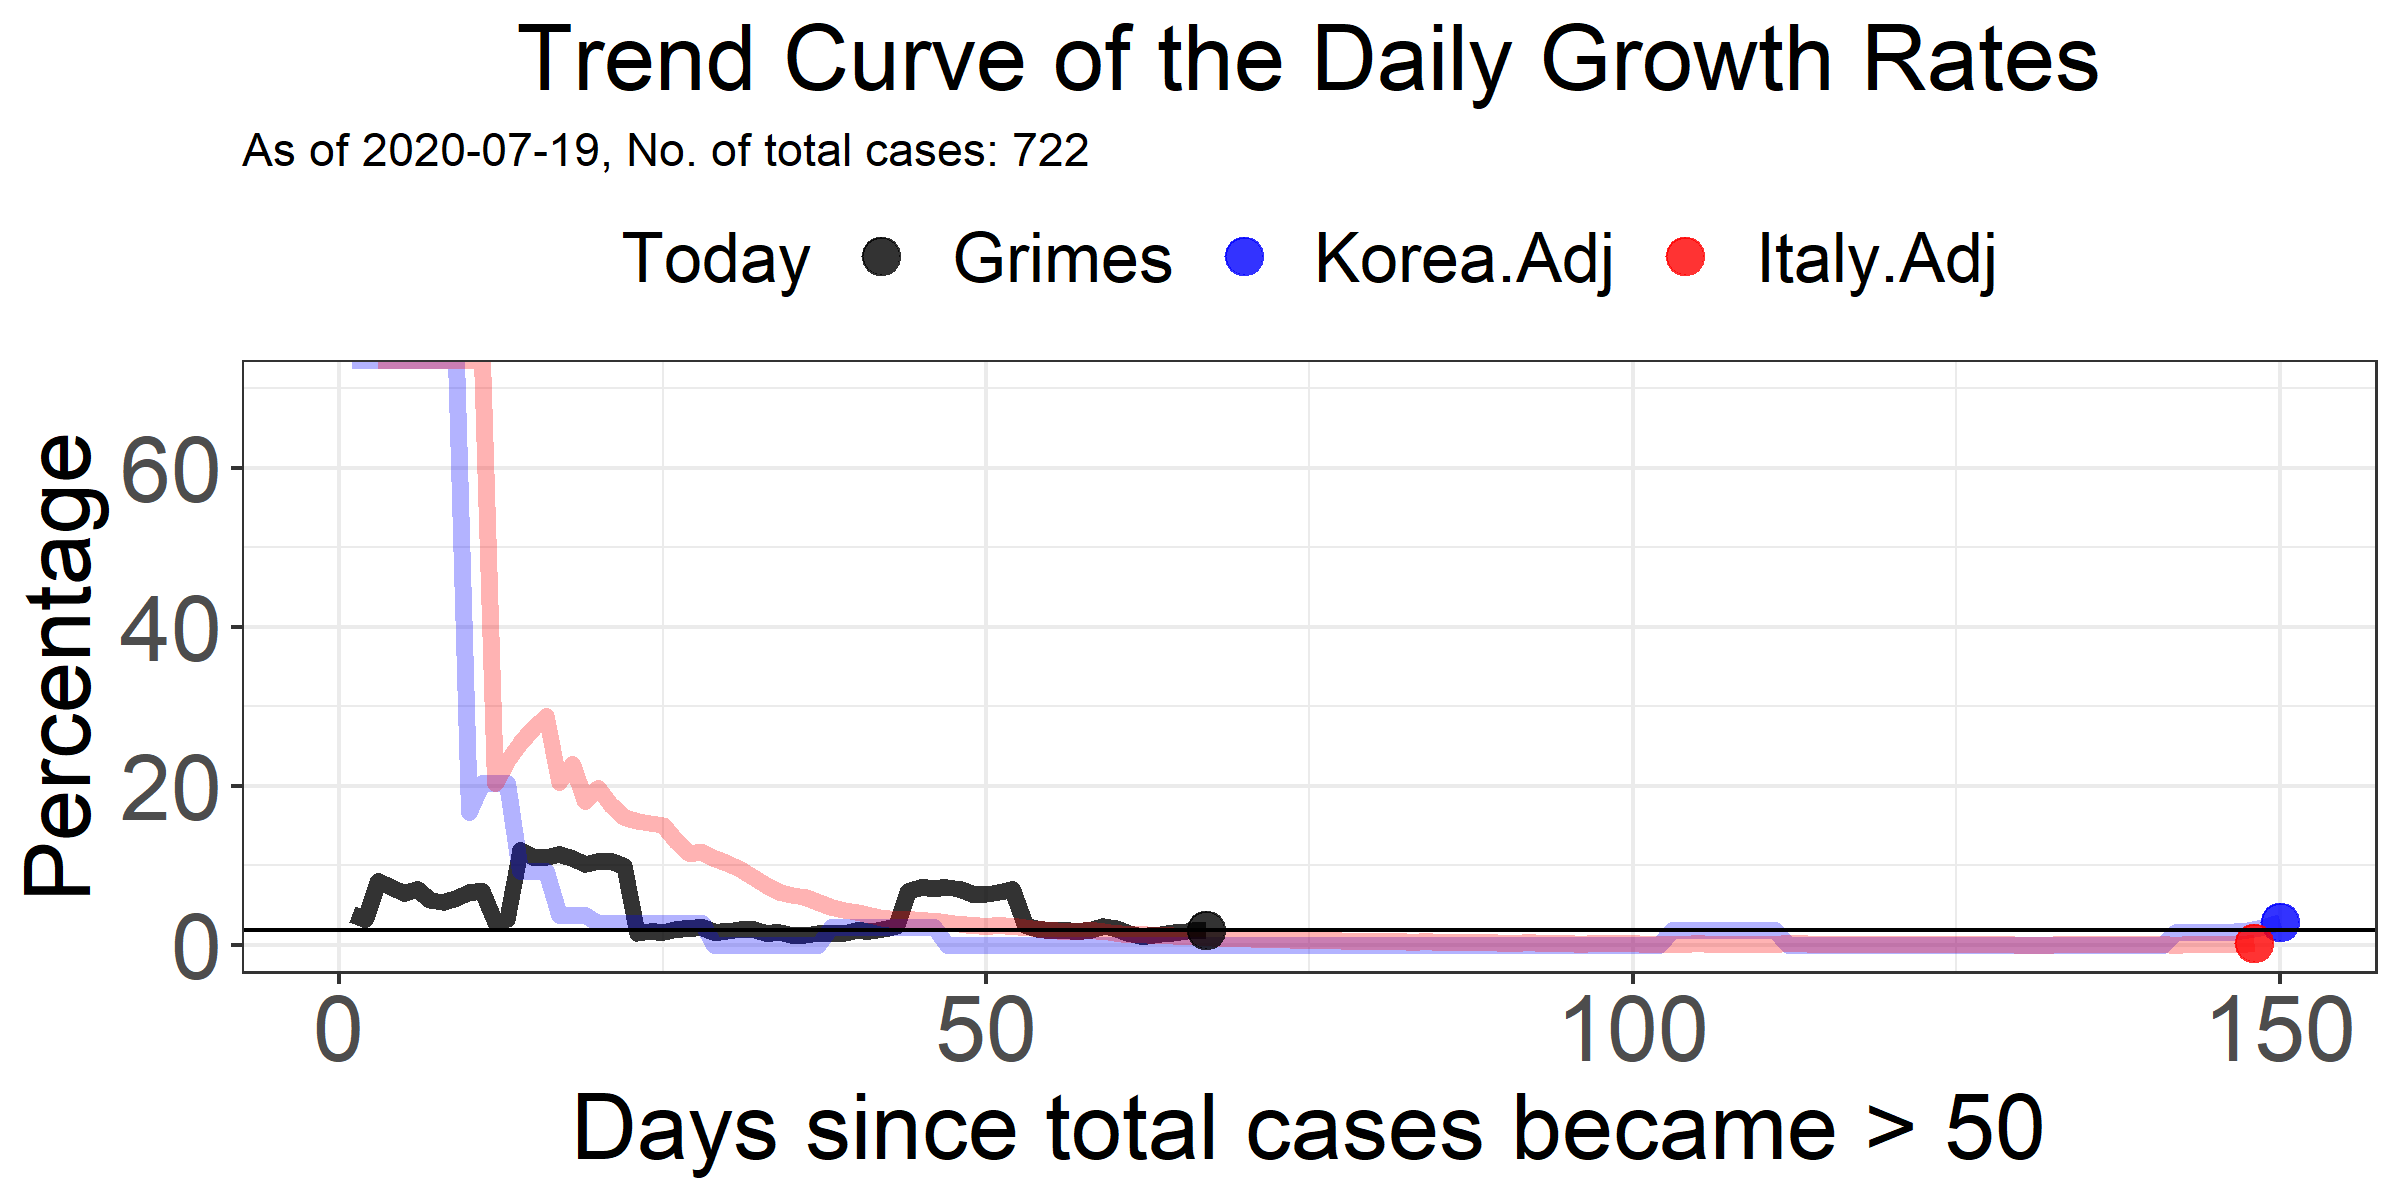 Trend Curve of the Daily Growth Rates
As of 2020-07-19, No. of total cases: 722
Today Grimes Korea.Adj Italy.Adj
Percentage
60
40
20
0
0 50 100 150
Days since total cases became > 50